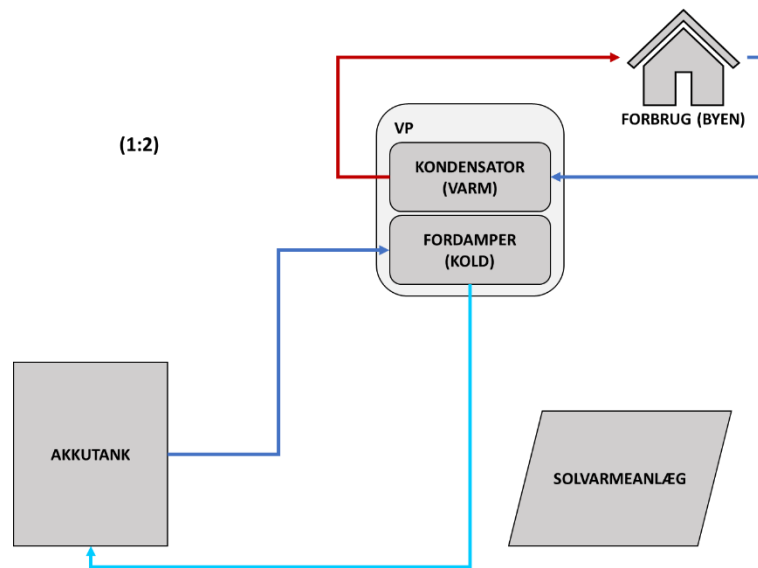 FORBRUG (BYEN)
VP
(1:2)
KONDENSATOR
(VARM)
FORDAMPER
(KOLD)
AKKUTANK
SOLVARMEANLÆG